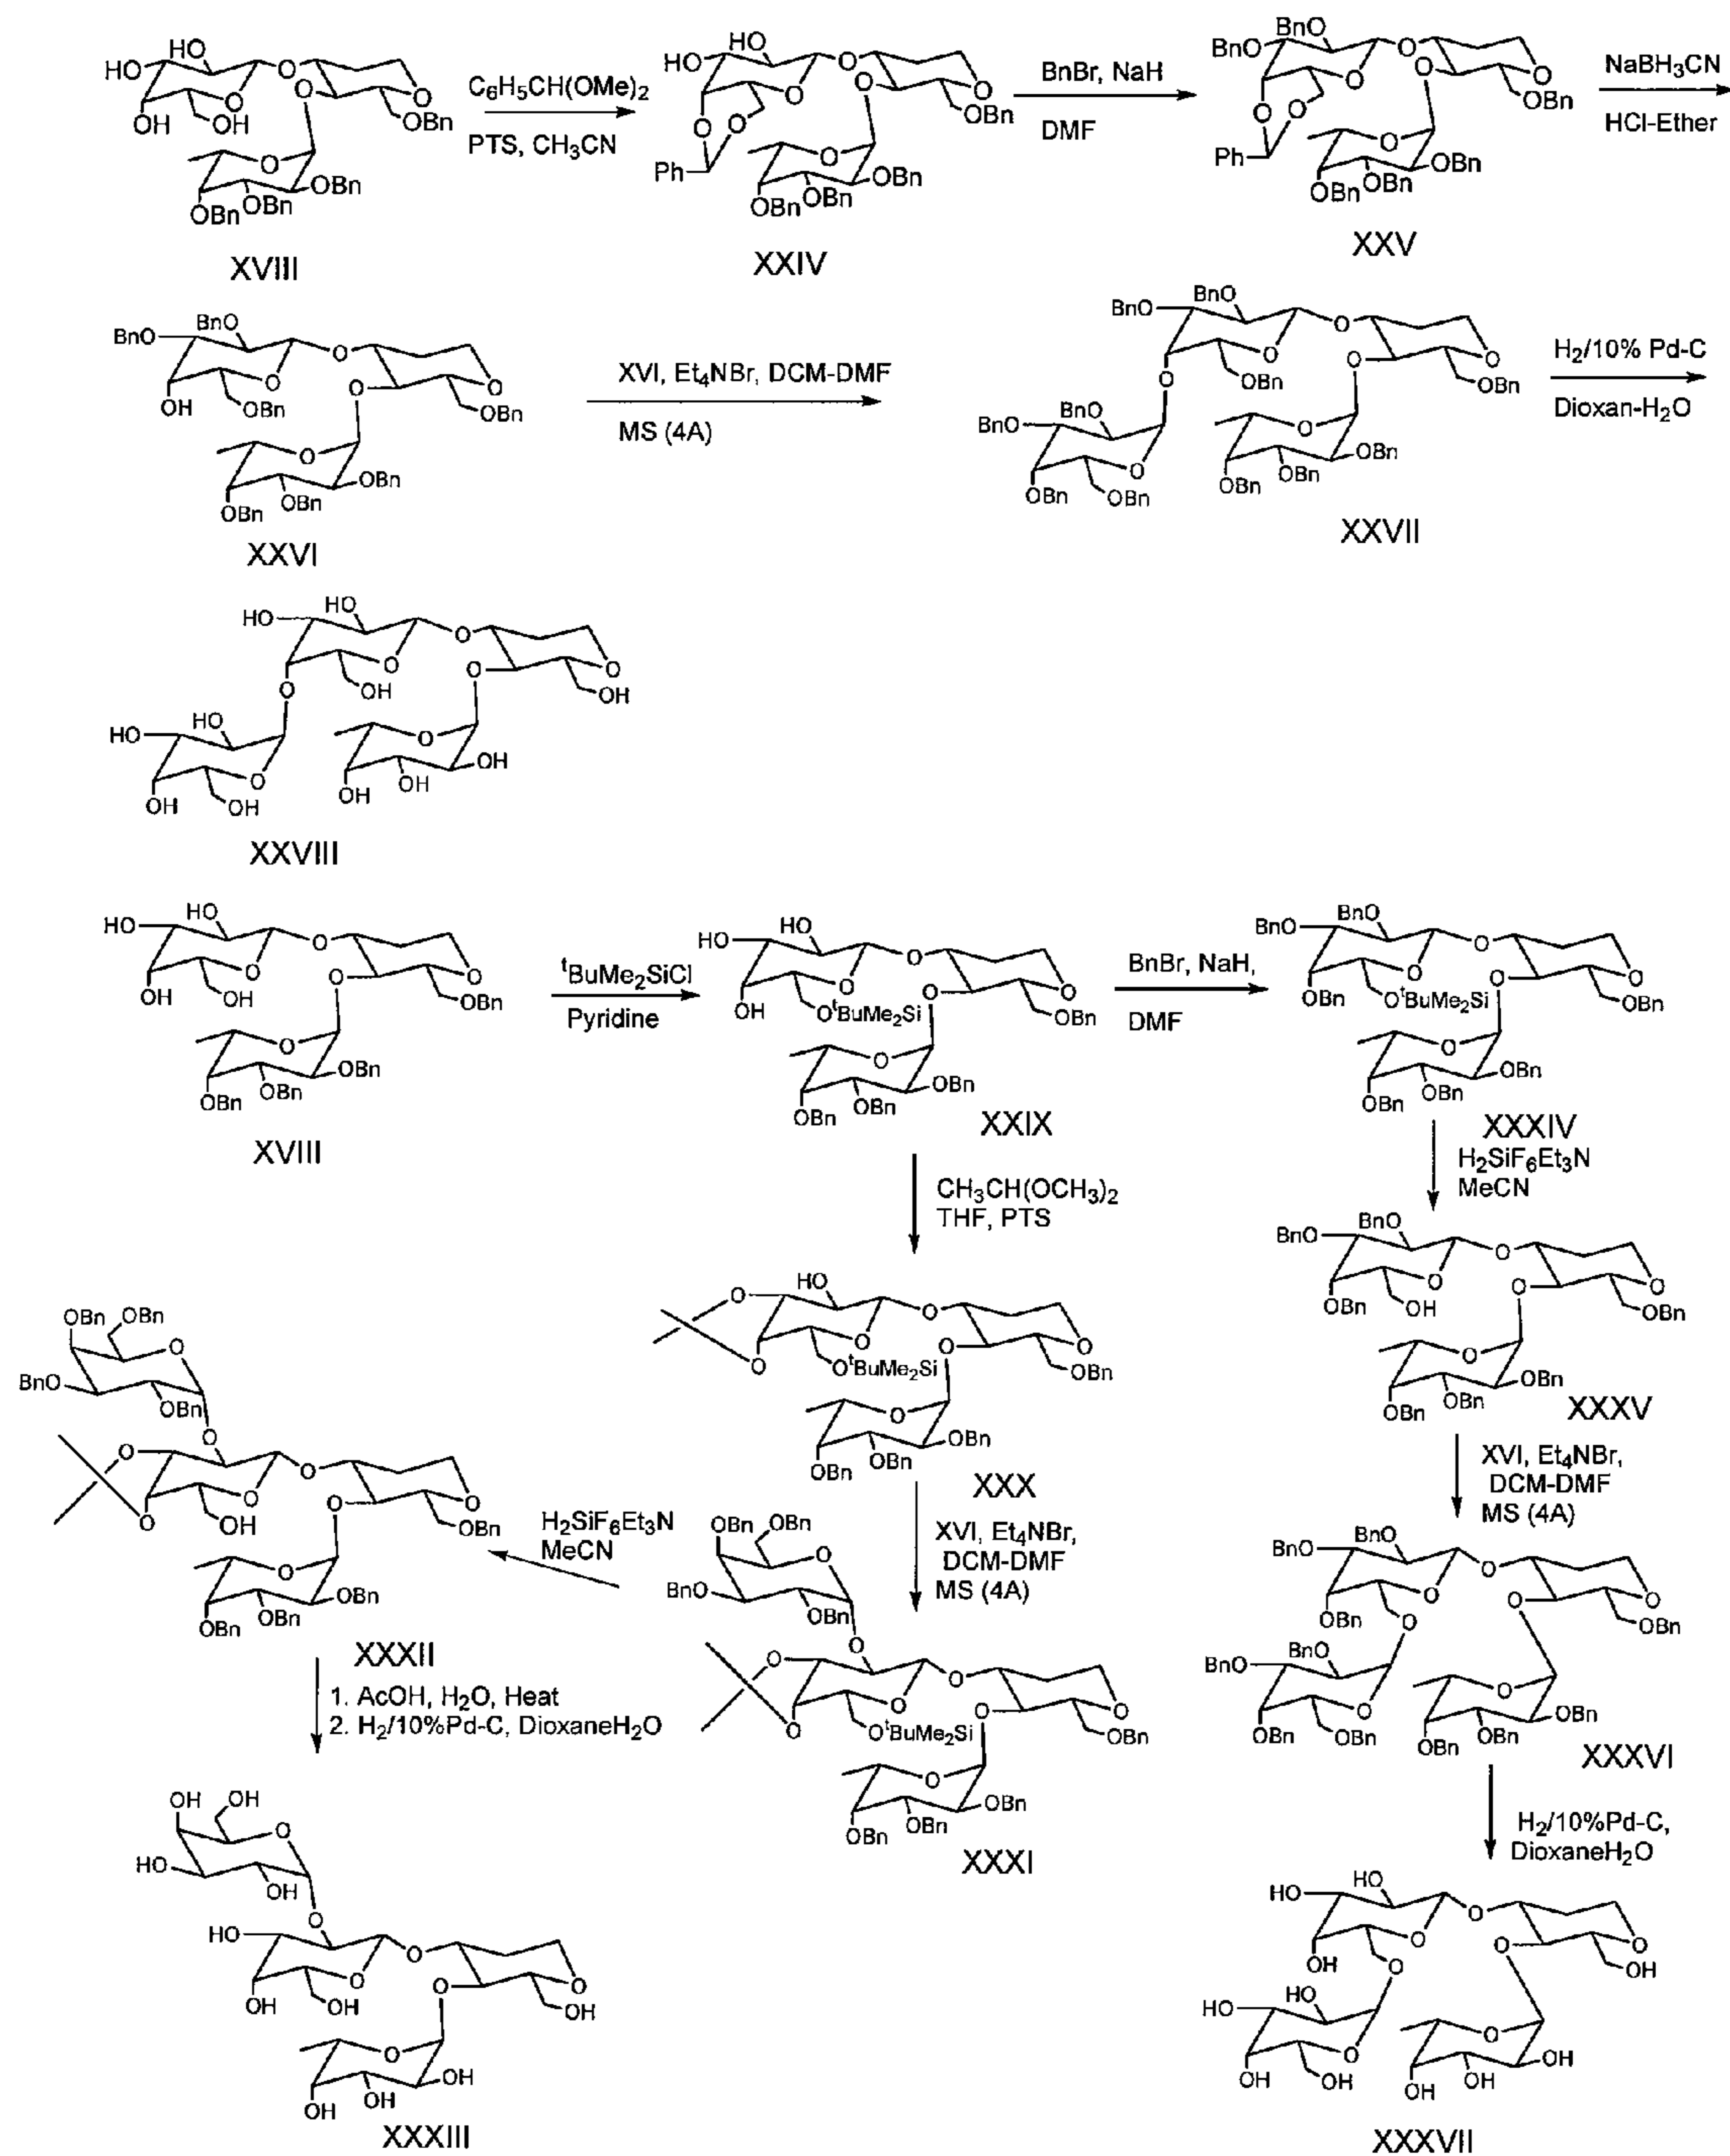 C₆H₅CH(OMe)₂
PTS, CH₃CN
BnBr, NaH
DMF
NaBH₃CN
HCl-Ether
HO
HO
OH
OH
O
O
O
O
OBn
O
OBn
OBn
OBn
XVIII
HO
HO
O
O
O
O
O
O
OBn
Ph
O
OBn
OBn
OBn
XXIV
BnO
BnO
O
O
O
O
O
O
OBn
Ph
O
OBn
OBn
OBn
XXV
BnO
BnO
O
O
O
O
OH
OBn
OBn
O
OBn
OBn
OBn
XXVI
XVI, Et₄NBr, DCM-DMF
MS (4A)
BnO
BnO
O
O
O
O
O
OBn
OBn
BnO
BnO
O
O
OBn
OBn
OBn
OBn
OBn
XXVII
H₂/10% Pd-C
Dioxan-H₂O
HO
HO
O
O
O
O
O
OH
OH
HO
HO
O
O
OH
OH
OH
OH
OH
XXVIII
HO
HO
O
O
O
O
OH
OH
OBn
O
OBn
OBn
OBn
XVIII
ᵗBuMe₂SiCl
Pyridine
HO
HO
O
O
O
O
OH
OᵗBuMe₂Si
OBn
O
OBn
OBn
OBn
XXIX
BnBr, NaH,
DMF
BnO
BnO
O
O
O
O
OBn
OᵗBuMe₂Si
OBn
O
OBn
OBn
OBn
XXXIV
CH₃CH(OCH₃)₂
THF, PTS
H₂SiF₆Et₃N
MeCN
HO
O
O
O
O
O
O
OᵗBuMe₂Si
OBn
O
OBn
OBn
OBn
XXX
BnO
BnO
O
O
O
O
OBn
OH
OBn
O
OBn
OBn
OBn
XXXV
XVI, Et₄NBr,
DCM-DMF
MS (4A)
XVI, Et₄NBr,
DCM-DMF
MS (4A)
OBn
OBn
O
BnO
OBn
O
O
O
O
O
O
O
OH
OBn
O
OBn
OBn
OBn
XXXII
H₂SiF₆Et₃N
MeCN
OBn
OBn
O
BnO
OBn
O
O
O
O
O
O
O
OᵗBuMe₂Si
OBn
O
OBn
OBn
OBn
XXXI
BnO
BnO
O
O
O
O
OBn
O
OBn
BnO
BnO
O
O
OBn
OBn
OBn
OBn
OBn
XXXVI
1. AcOH, H₂O, Heat
2. H₂/10%Pd-C, DioxaneH₂O
H₂/10%Pd-C,
DioxaneH₂O
OH
OH
O
HO
OH
O
HO
O
O
O
O
OH
OH
OH
O
OH
OH
OH
XXXIII
HO
HO
O
O
O
O
OH
O
OH
HO
HO
O
O
OH
OH
OH
OH
OH
XXXVII